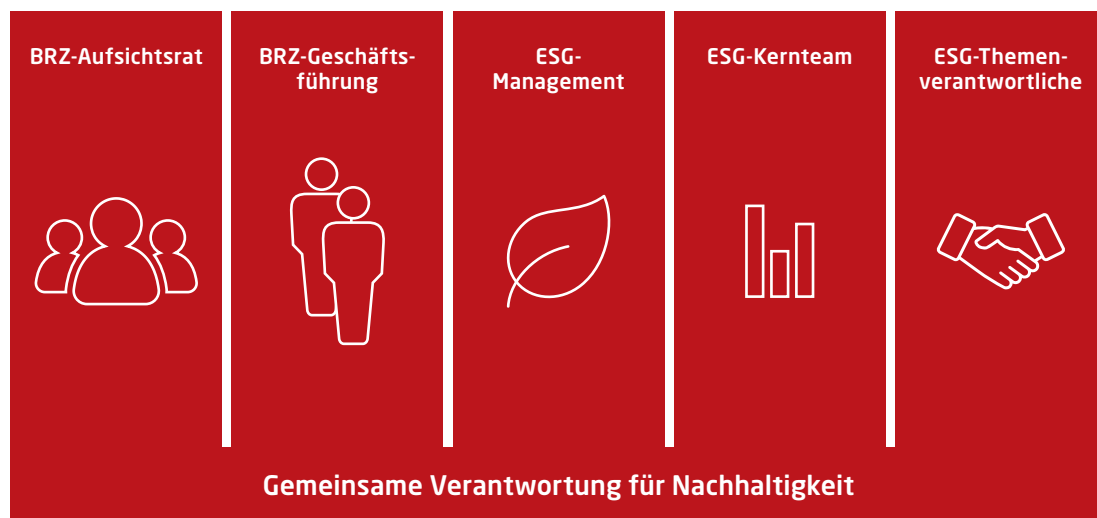 BRZ-Aufsichtsrat
BRZ-Geschäfts-
führung
ESG-
Management
ESG-Kernteam
ESG-Themen-
verantwortliche
Gemeinsame Verantwortung für Nachhaltigkeit